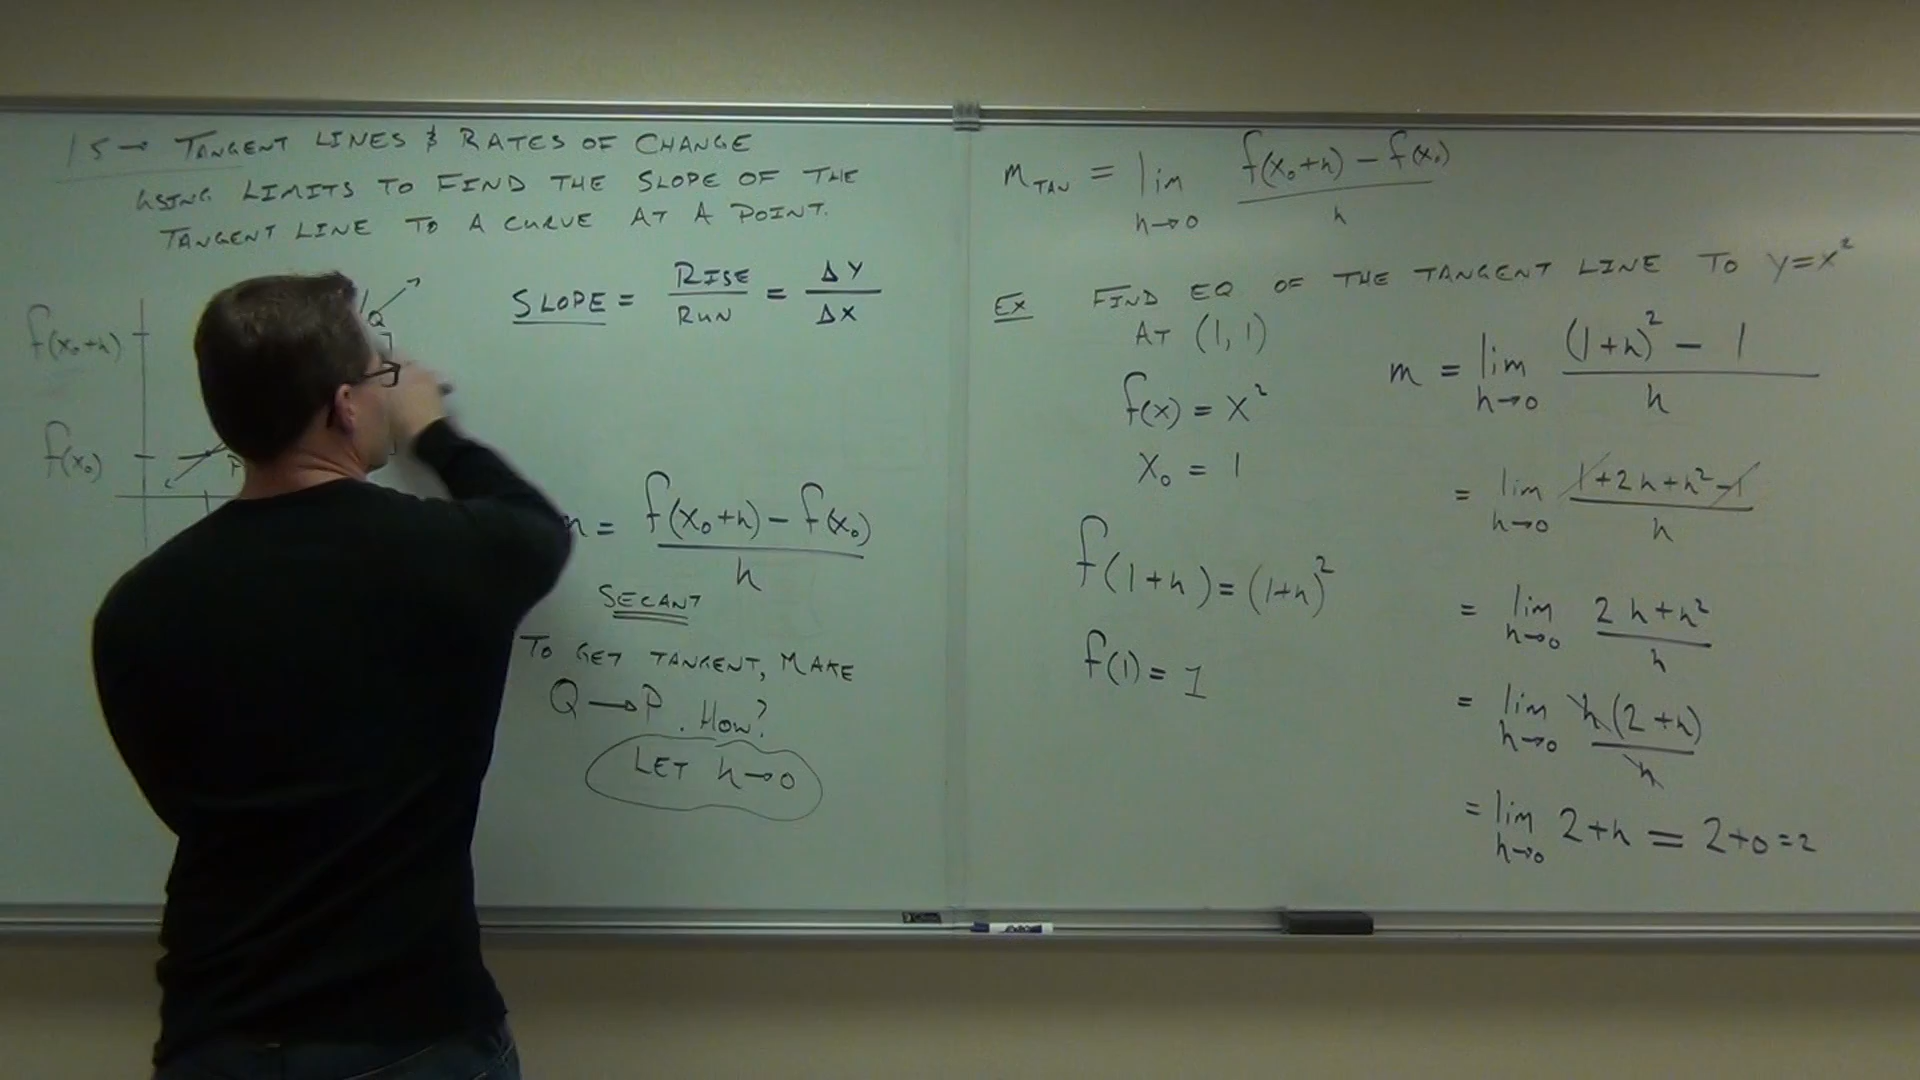 15 → TANGENT LINES & RATES OF CHANGE
USING LIMITS TO FIND THE SLOPE OF THE
TANGENT LINE TO A CURVE AT A POINT.
SLOPE = RISE/RUN = ΔY/ΔX
f(x₀+h)
Q
f(x₀)
P
= f(x₀+h) – f(x₀) / h
SECANT
TO GET TANGENT, MAKE
Q → P. HOW?
LET h→0
m TAN = lim h→0 f(x₀+h) – f(x₀) / h
EX FIND EQ OF THE TANGENT LINE TO y=x²
AT (1,1)
f(x) = x²
x₀ = 1
f(1+h) = (1+h)²
f(1) = 1
m = lim h→0 (1+h)² – 1 / h
= lim h→0 1+2h+h²–1 / h
= lim h→0 2h+h² / h
= lim h→0 h(2+h) / h
= lim h→0 2+h = 2+0=2